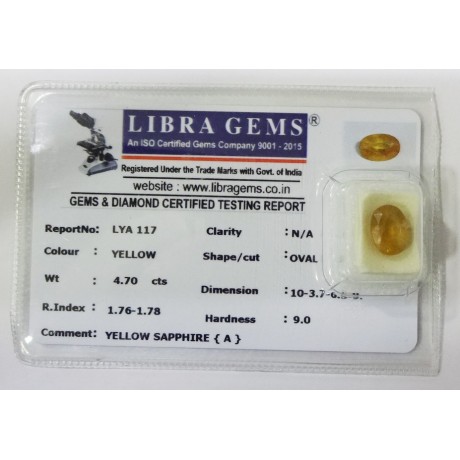 LIBRA GEMS®
An ISO Certified Gems Company 9001 - 2015
Registered Under the Trade Marks with Govt. of India
website : www.libragems.co.in
GEMS & DIAMOND CERTIFIED TESTING REPORT
ReportNo: LYA 117 Clarity : N/A
Colour : YELLOW Shape/cut : OVAL
Wt : 4.70 cts Dimension :
R.Index : 1.76-1.78 Hardness : 9.0
Comment: YELLOW SAPPHIRE { A }